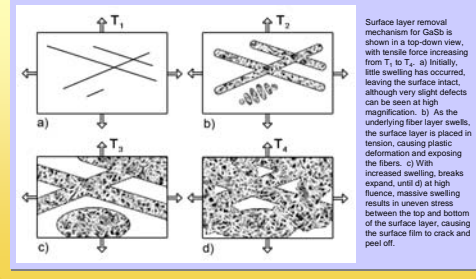 T1
T2
a)
b)
T3
T4
c)
d)
Surface layer removal
mechanism for GaSb is
shown in a top-down view,
with tensile force increasing
from T1 to T4. a) Initially,
little swelling has occurred,
leaving the surface intact,
although very slight defects
can be seen at high
magnification. b) As the
underlying fiber layer swells,
the surface layer is placed in
tension, causing plastic
deformation and exposing
the fibers. c) With
increased swelling, breaks
expand, until d) at high
fluence, massive swelling
results in uneven stress
between the top and bottom
of the surface layer, causing
the surface film to crack and
peel off.